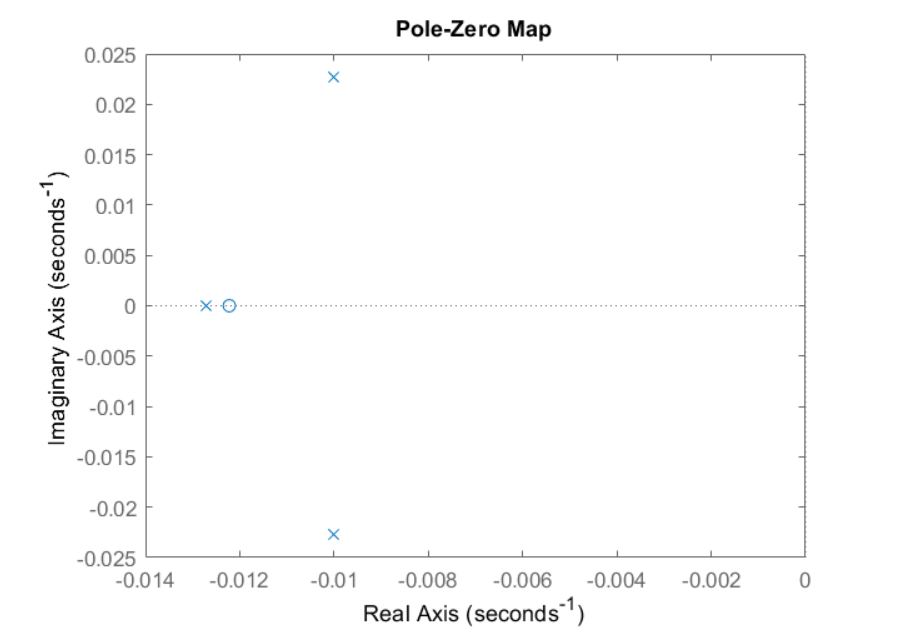 Pole-Zero Map
0.025
0.02
0.015
0.01
0.005
0
-0.005
-0.01
-0.015
-0.02
-0.025
Imaginary Axis (seconds⁻¹)
-0.014 -0.012 -0.01 -0.008 -0.006 -0.004 -0.002 0
Real Axis (seconds⁻¹)